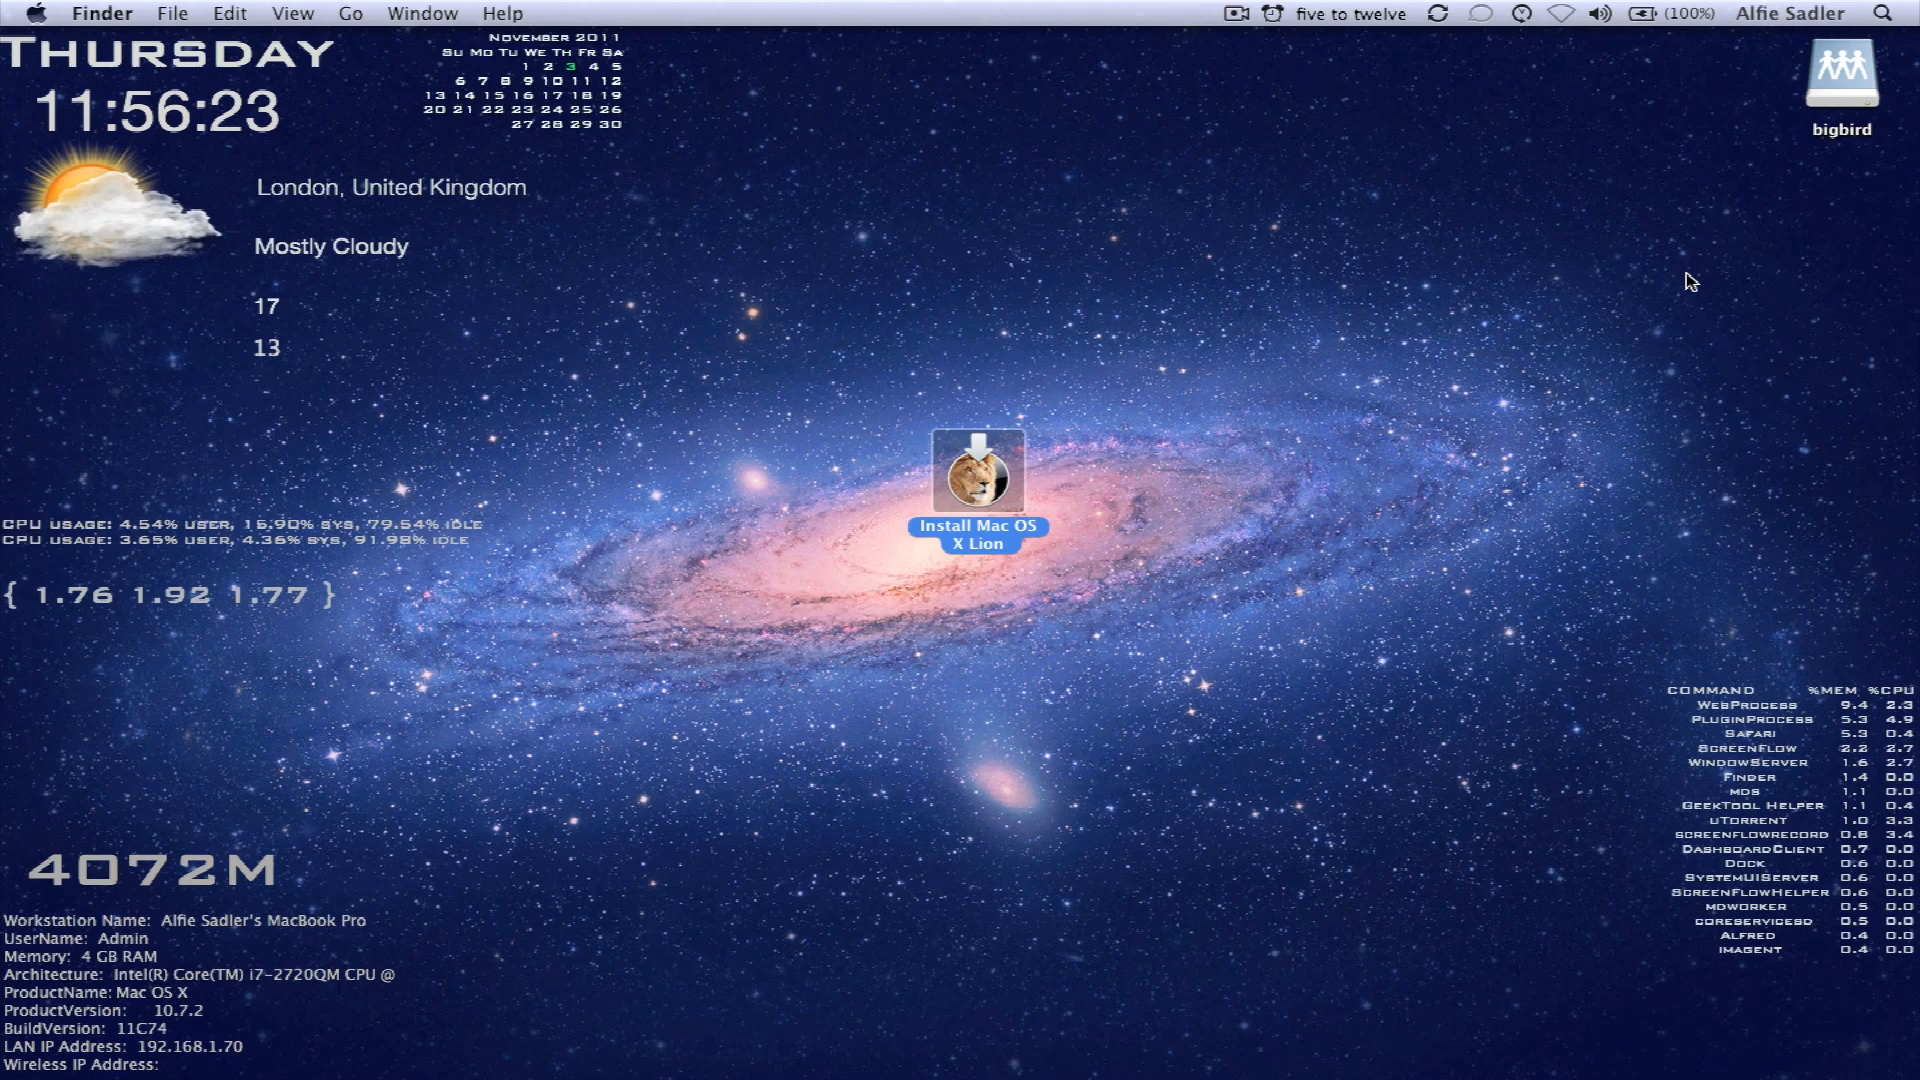 Finder File Edit View Go Window Help five to twelve (100%) Alfie Sadler
THURSDAY
11:56:23
NOVEMBER 2011
SU MO TU WE TH FR SA
1 2 3 4 5
6 7 8 9 10 11 12
13 14 15 16 17 18 19
20 21 22 23 24 25 26
27 28 29 30
bigbird
London, United Kingdom
Mostly Cloudy
17
13
Install Mac OS
X Lion
CPU USAGE: 4.54% USER, 15.90% SYS, 79.54% IDLE
CPU USAGE: 3.65% USER, 4.36% SYS, 91.98% IDLE
{ 1.76 1.92 1.77 }
COMMAND %MEM %CPU
WEBPROCESS 9.4 2.3
PLUGINPROCESS 5.3 4.9
SAFARI 5.3 0.4
SCREENFLOW 2.2 2.7
WINDOWSERVER 1.6 2.7
FINDER 1.4 0.0
MDS 1.1 0.0
GEEKTOOL HELPER 1.1 0.4
UTORRENT 1.0 3.3
SCREENFLOWRECORD 0.8 3.4
DASHBOARDCLIENT 0.7 0.0
DOCK 0.6 0.0
SYSTEMUISERVER 0.6 0.0
SCREENFLOWHELPER 0.6 0.0
MDWORKER 0.5 0.0
CORESERVICESD 0.5 0.0
ALFRED 0.4 0.0
IMAGENT 0.4 0.0
4072M
Workstation Name: Alfie Sadler's MacBook Pro
UserName: Admin
Memory: 4 GB RAM
Architecture: Intel(R) Core(TM) i7-2720QM CPU @
ProductName: Mac OS X
ProductVersion: 10.7.2
BuildVersion: 11C74
LAN IP Address: 192.168.1.70
Wireless IP Address: